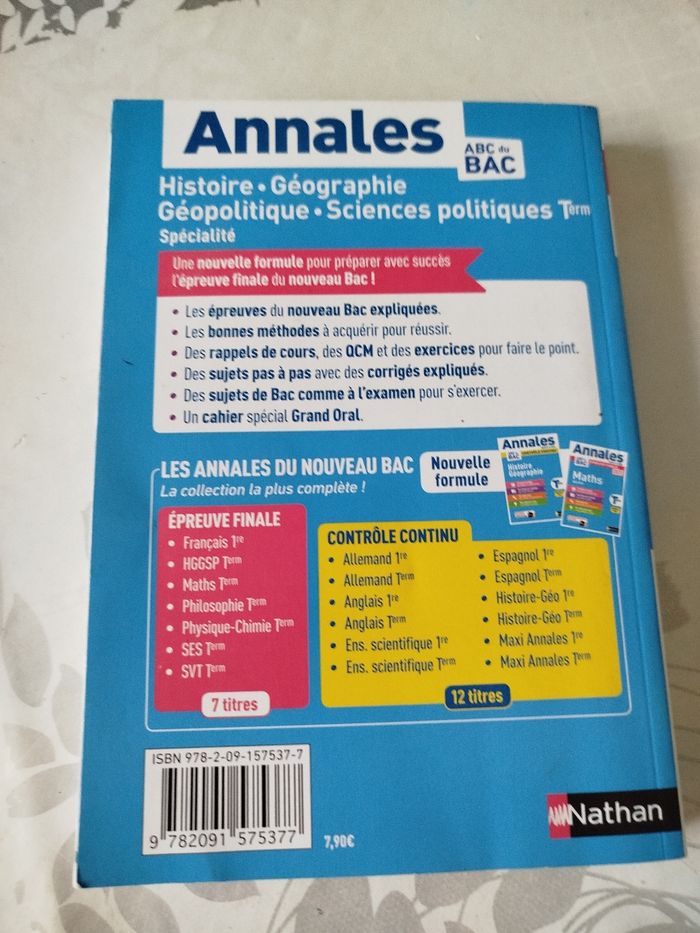 Annales
ABC du
BAC
Histoire • Géographie
Géopolitique • Sciences politiques Term
Spécialité
Une nouvelle formule pour préparer avec succès
l'épreuve finale du nouveau Bac !
• Les épreuves du nouveau Bac expliquées.
• Les bonnes méthodes à acquérir pour réussir.
• Des rappels de cours, des QCM et des exercices pour faire le point.
• Des sujets pas à pas avec des corrigés expliqués.
• Des sujets de Bac comme à l'examen pour s'exercer.
• Un cahier spécial Grand Oral.
LES ANNALES DU NOUVEAU BAC
La collection la plus complète !
Nouvelle
formule
Annales
BAC
Histoire
Géographie
Annales
BAC
Maths
ÉPREUVE FINALE
• Français 1re
• HGGSP Term
• Maths Term
• Philosophie Term
• Physique-Chimie Term
• SES Term
• SVT Term
7 titres
CONTRÔLE CONTINU
• Allemand 1re
• Allemand Term
• Anglais 1re
• Anglais Term
• Ens. scientifique 1re
• Ens. scientifique Term
• Espagnol 1re
• Espagnol Term
• Histoire-Géo 1re
• Histoire-Géo Term
• Maxi Annales 1re
• Maxi Annales Term
12 titres
ISBN 978-2-09-157537-7
9 782091 575377
7,90€
Nathan